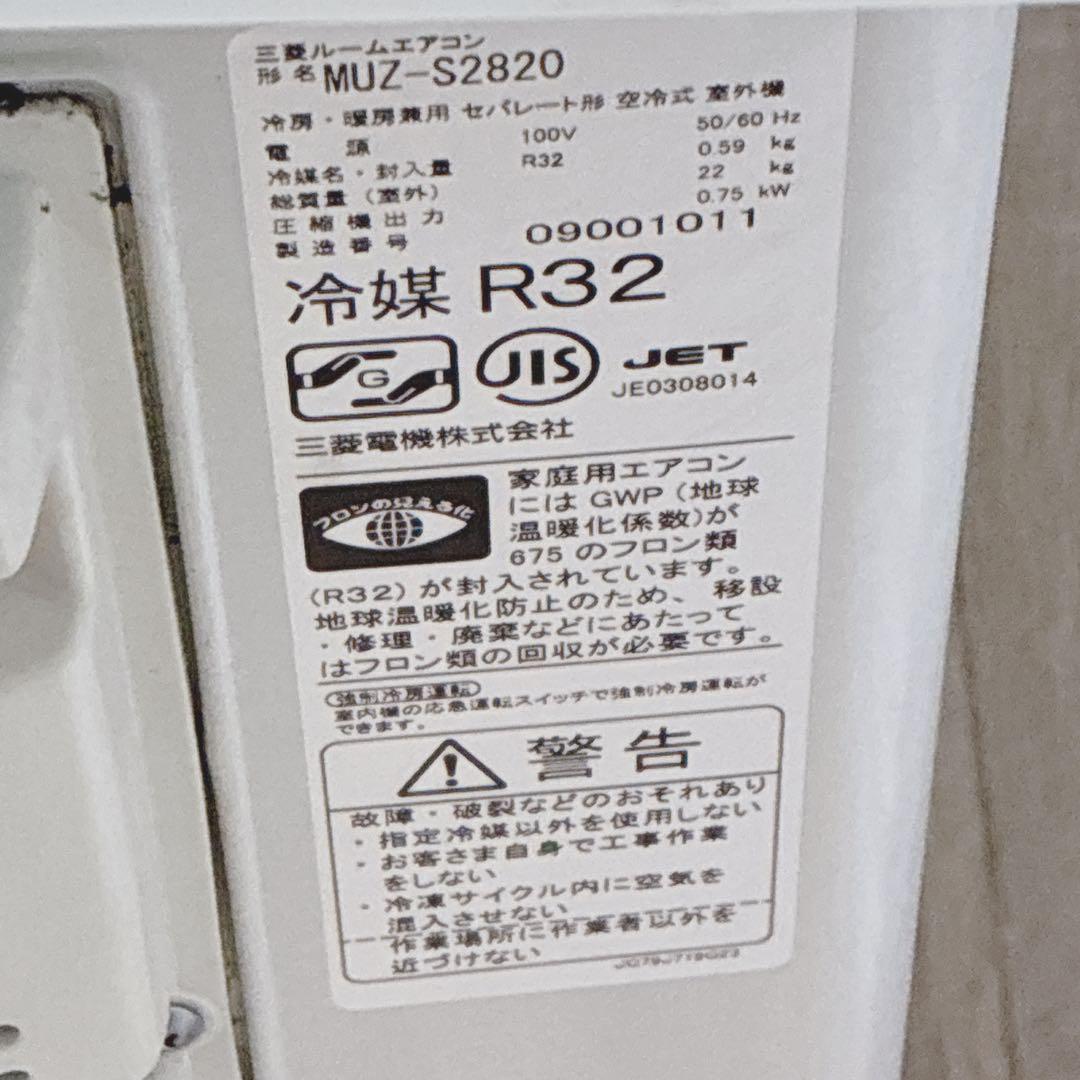 三菱ルームエアコン
形名 MUZ-S2820
冷房・暖房兼用 セパレート形 空冷式 室外機
電源 100V 50/60 Hz
冷媒名・封入量 R32 0.59 kg
総質量（室外） 22 kg
圧縮機出力 0.75 kW
製造番号 09001011
冷媒 R32
G
JIS JET
JE0308014
三菱電機株式会社
フロンの見える化
家庭用エアコン
にはGWP（地球
温暖化係数）が
675 のフロン類
（R32）が封入されています。
地球温暖化防止のため、移設
・修理・廃棄などにあたって
はフロン類の回収が必要です。
強制冷房運転
室内機の応急運転スイッチで強制冷房運転が
できます。
警告
故障・破裂などのおそれあり
・指定冷媒以外を使用しない
・お客さま自身で工事作業
をしない
・冷凍サイクル内に空気を
混入させない
作業場所に作業者以外を
近づけない